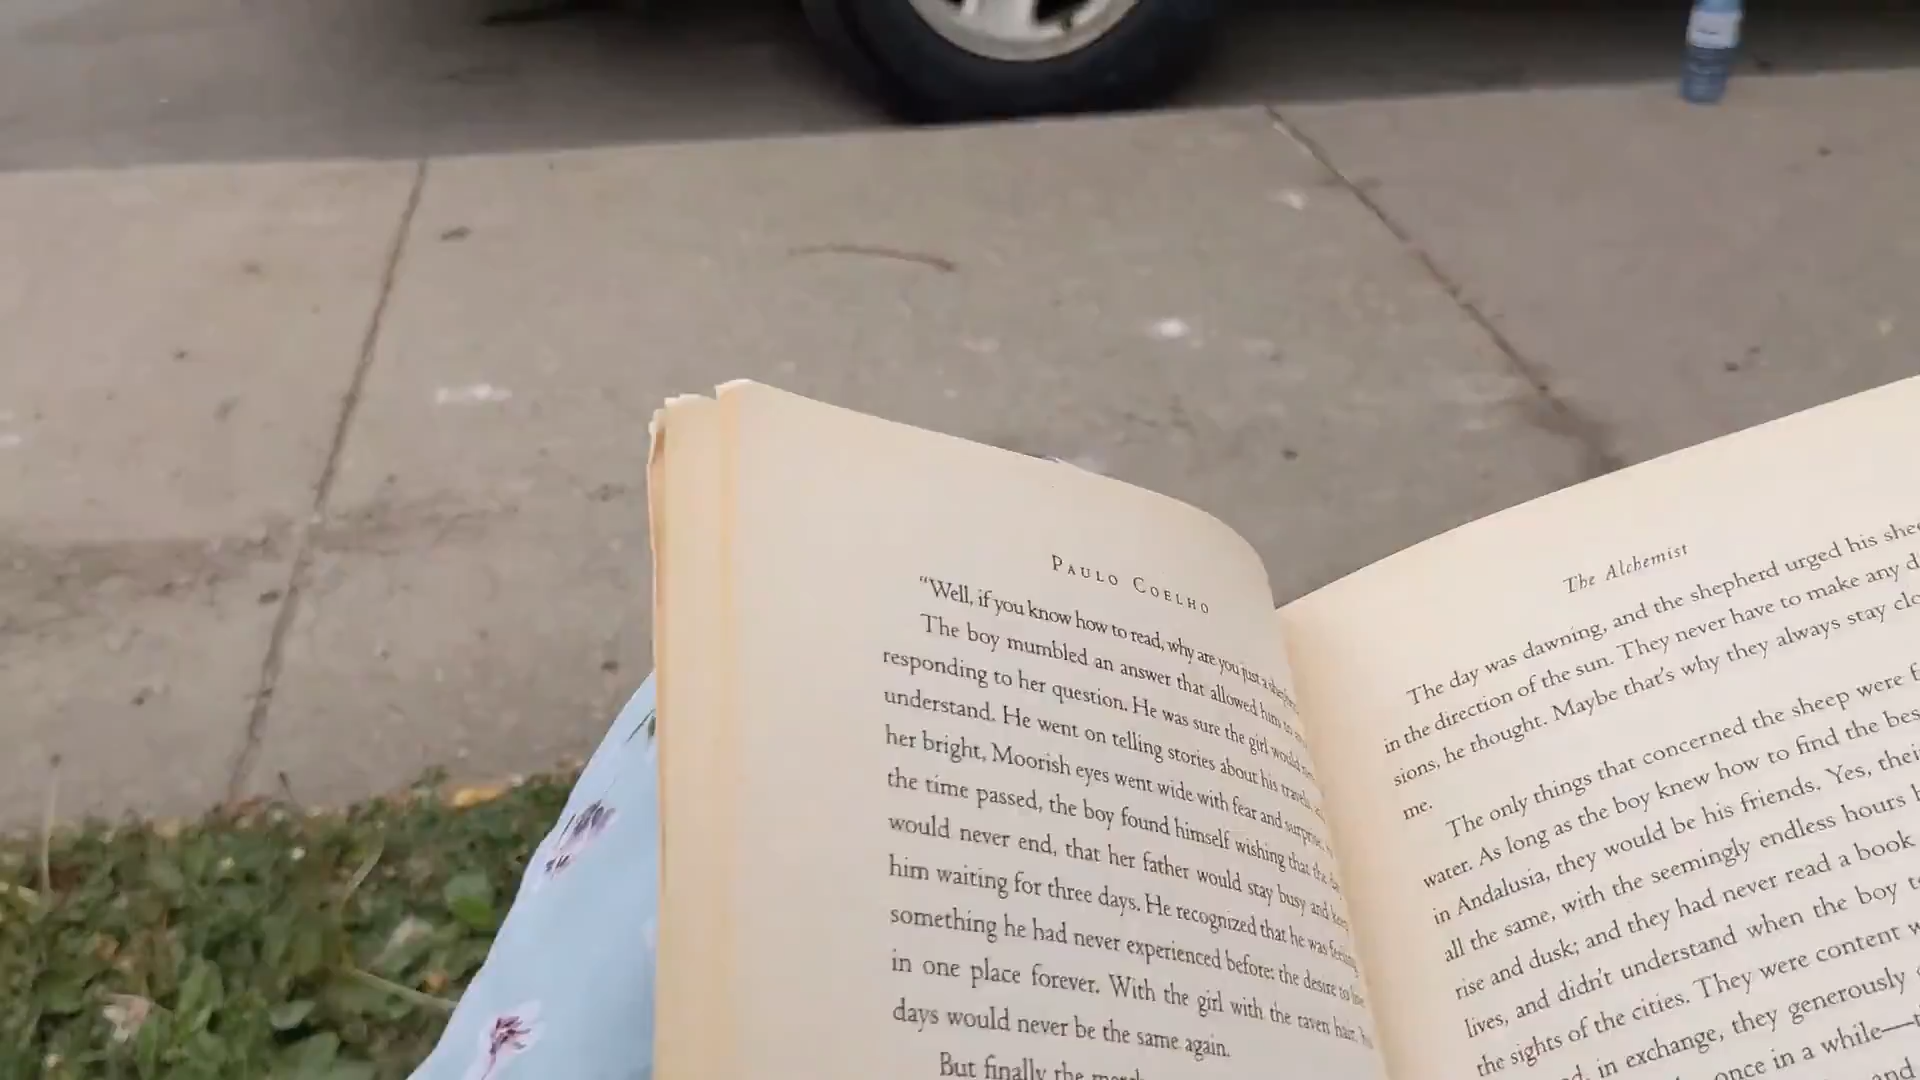 PAULO COELHO
“Well, if you know how to read, why are you just a
The boy mumbled an answer that allowed him to
responding to her question. He was sure the girl would
understand. He went on telling stories about his travels,
her bright, Moorish eyes went wide with fear and surprise.
the time passed, the boy found himself wishing that the
would never end, that her father would stay busy and keep
him waiting for three days. He recognized that he was feeling
something he had never experienced before: the desire to live
in one place forever. With the girl with the raven hair,
days would never be the same again.
But finally the
The Alchemist
The day was dawning, and the shepherd urged his
in the direction of the sun. They never have to make any
sions, he thought. Maybe that's why they always stay
me.
The only things that concerned the sheep were
water. As long as the boy knew how to find the
in Andalusia, they would be his friends. Yes,
all the same, with the seemingly endless hours
rise and dusk; and they had never read a book
lives, and didn't understand when the boy
the sights of the cities. They were content
in exchange, they generously
once in a while—
and